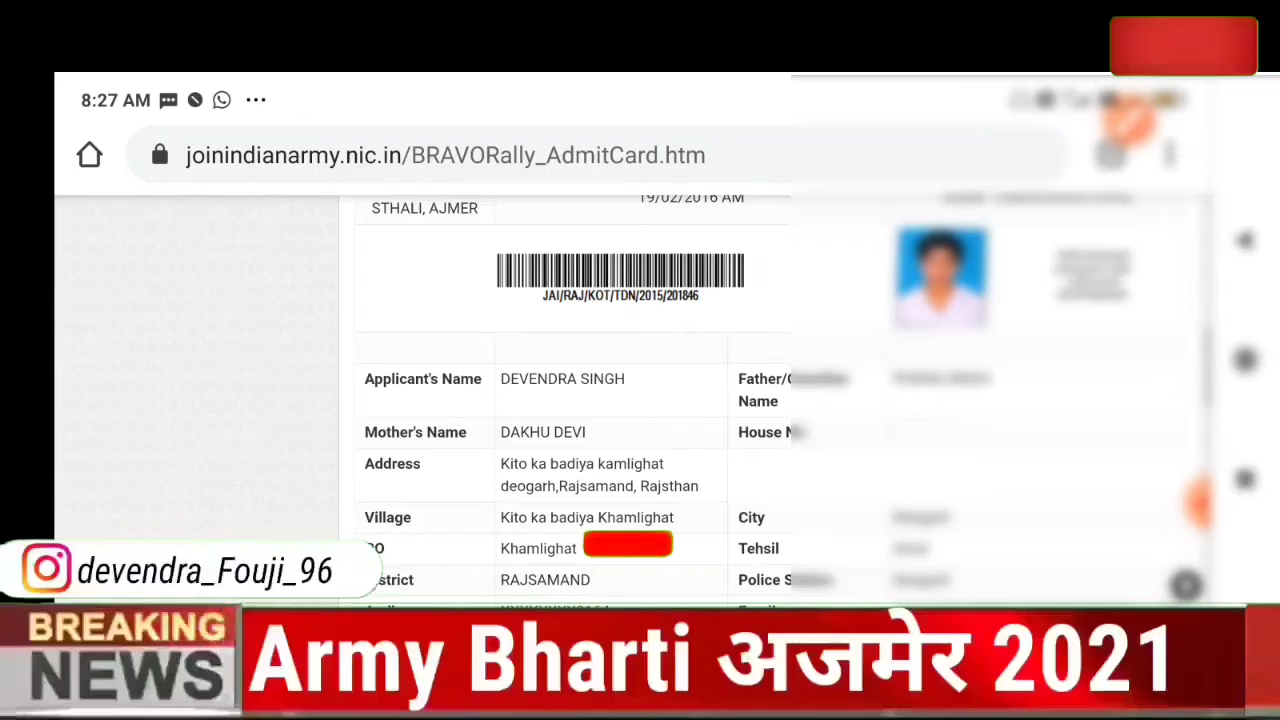 8:27 AM
joinindianarmy.nic.in/BRAVORally_AdmitCard.htm
STHALI, AJMER
19/02/2016 AM
JAI/RAJ/KOT/TDN/2015/201846
Applicant's Name DEVENDRA SINGH Father/
Name
Mother's Name DAKHU DEVI House
Address Kito ka badiya kamlighat
deogarh,Rajsamand, Rajsthan
Village Kito ka badiya Khamlighat City
Khamlighat Tehsil
RAJSAMAND Police
devendra_Fouji_96
BREAKING
NEWS
Army Bharti अजमेर 2021